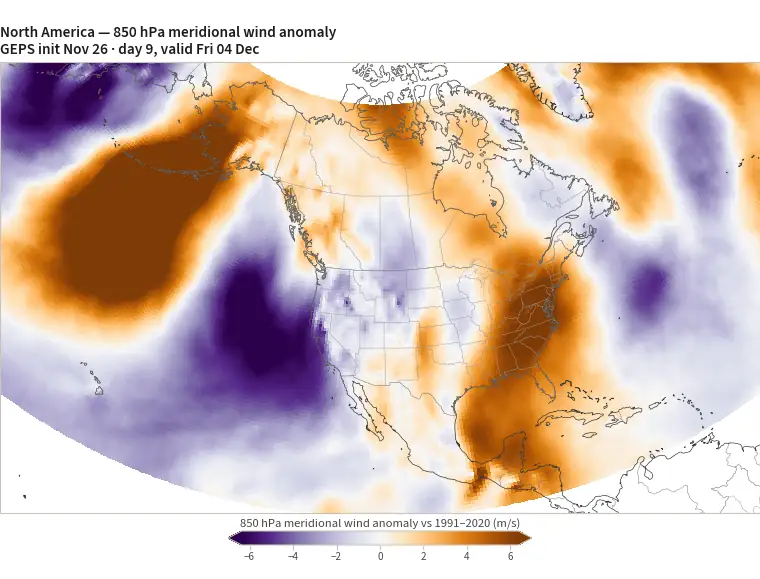 North America — 850 hPa meridional wind anomaly
GEPS init Nov 26 · day 9, valid Fri 04 Dec
850 hPa meridional wind anomaly vs 1991–2020 (m/s)
−6 −4 −2 0 2 4 6